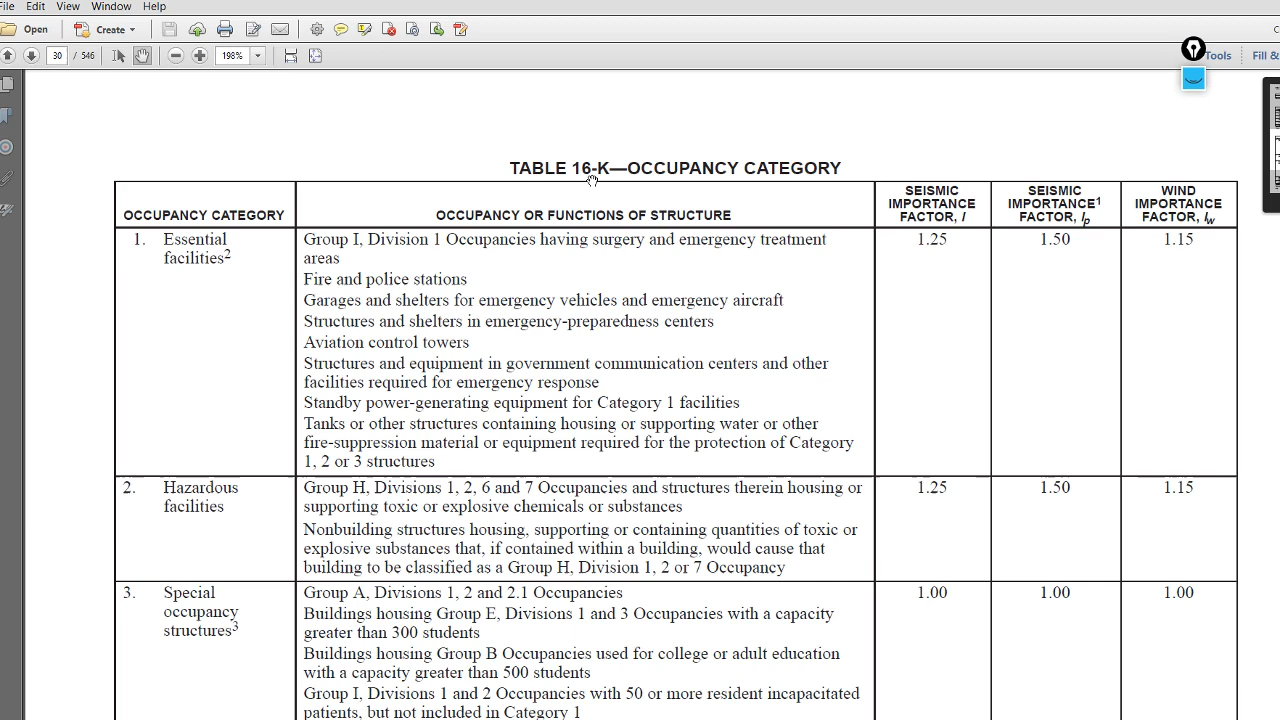 File Edit View Window Help
Open Create
30 / 546 198% Tools Fill &
TABLE 16-K—OCCUPANCY CATEGORY
OCCUPANCY CATEGORY
OCCUPANCY OR FUNCTIONS OF STRUCTURE
SEISMIC
IMPORTANCE
FACTOR, I
SEISMIC
IMPORTANCE1
FACTOR, Ip
WIND
IMPORTANCE
FACTOR, Iw
1. Essential
facilities2
Group I, Division 1 Occupancies having surgery and emergency treatment
areas
Fire and police stations
Garages and shelters for emergency vehicles and emergency aircraft
Structures and shelters in emergency-preparedness centers
Aviation control towers
Structures and equipment in government communication centers and other
facilities required for emergency response
Standby power-generating equipment for Category 1 facilities
Tanks or other structures containing housing or supporting water or other
fire-suppression material or equipment required for the protection of Category
1, 2 or 3 structures
1.25
1.50
1.15
2. Hazardous
facilities
Group H, Divisions 1, 2, 6 and 7 Occupancies and structures therein housing or
supporting toxic or explosive chemicals or substances
Nonbuilding structures housing, supporting or containing quantities of toxic or
explosive substances that, if contained within a building, would cause that
building to be classified as a Group H, Division 1, 2 or 7 Occupancy
1.25
1.50
1.15
3. Special
occupancy
structures3
Group A, Divisions 1, 2 and 2.1 Occupancies
Buildings housing Group E, Divisions 1 and 3 Occupancies with a capacity
greater than 300 students
Buildings housing Group B Occupancies used for college or adult education
with a capacity greater than 500 students
Group I, Divisions 1 and 2 Occupancies with 50 or more resident incapacitated
patients, but not included in Category 1
1.00
1.00
1.00